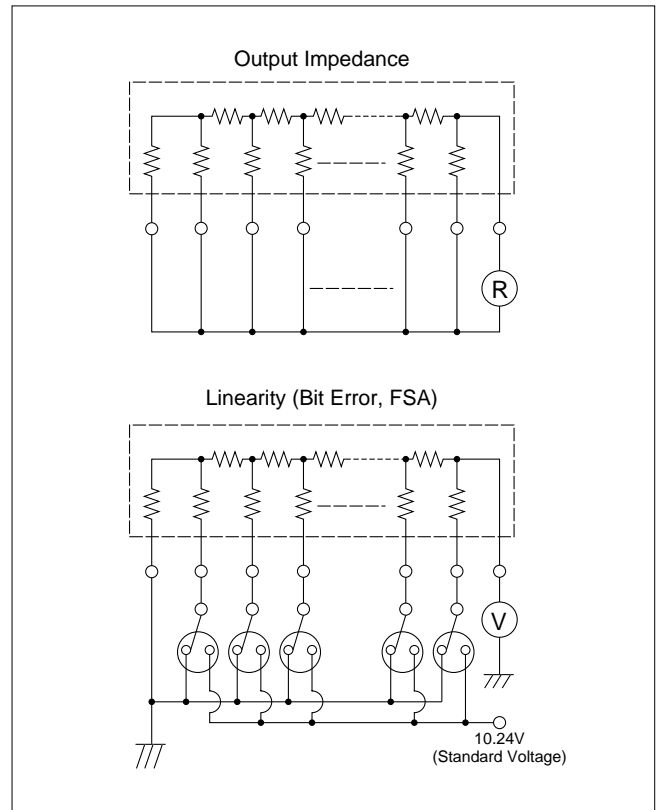 Output Impedance
R
Linearity (Bit Error, FSA)
V
10.24V
(Standard Voltage)